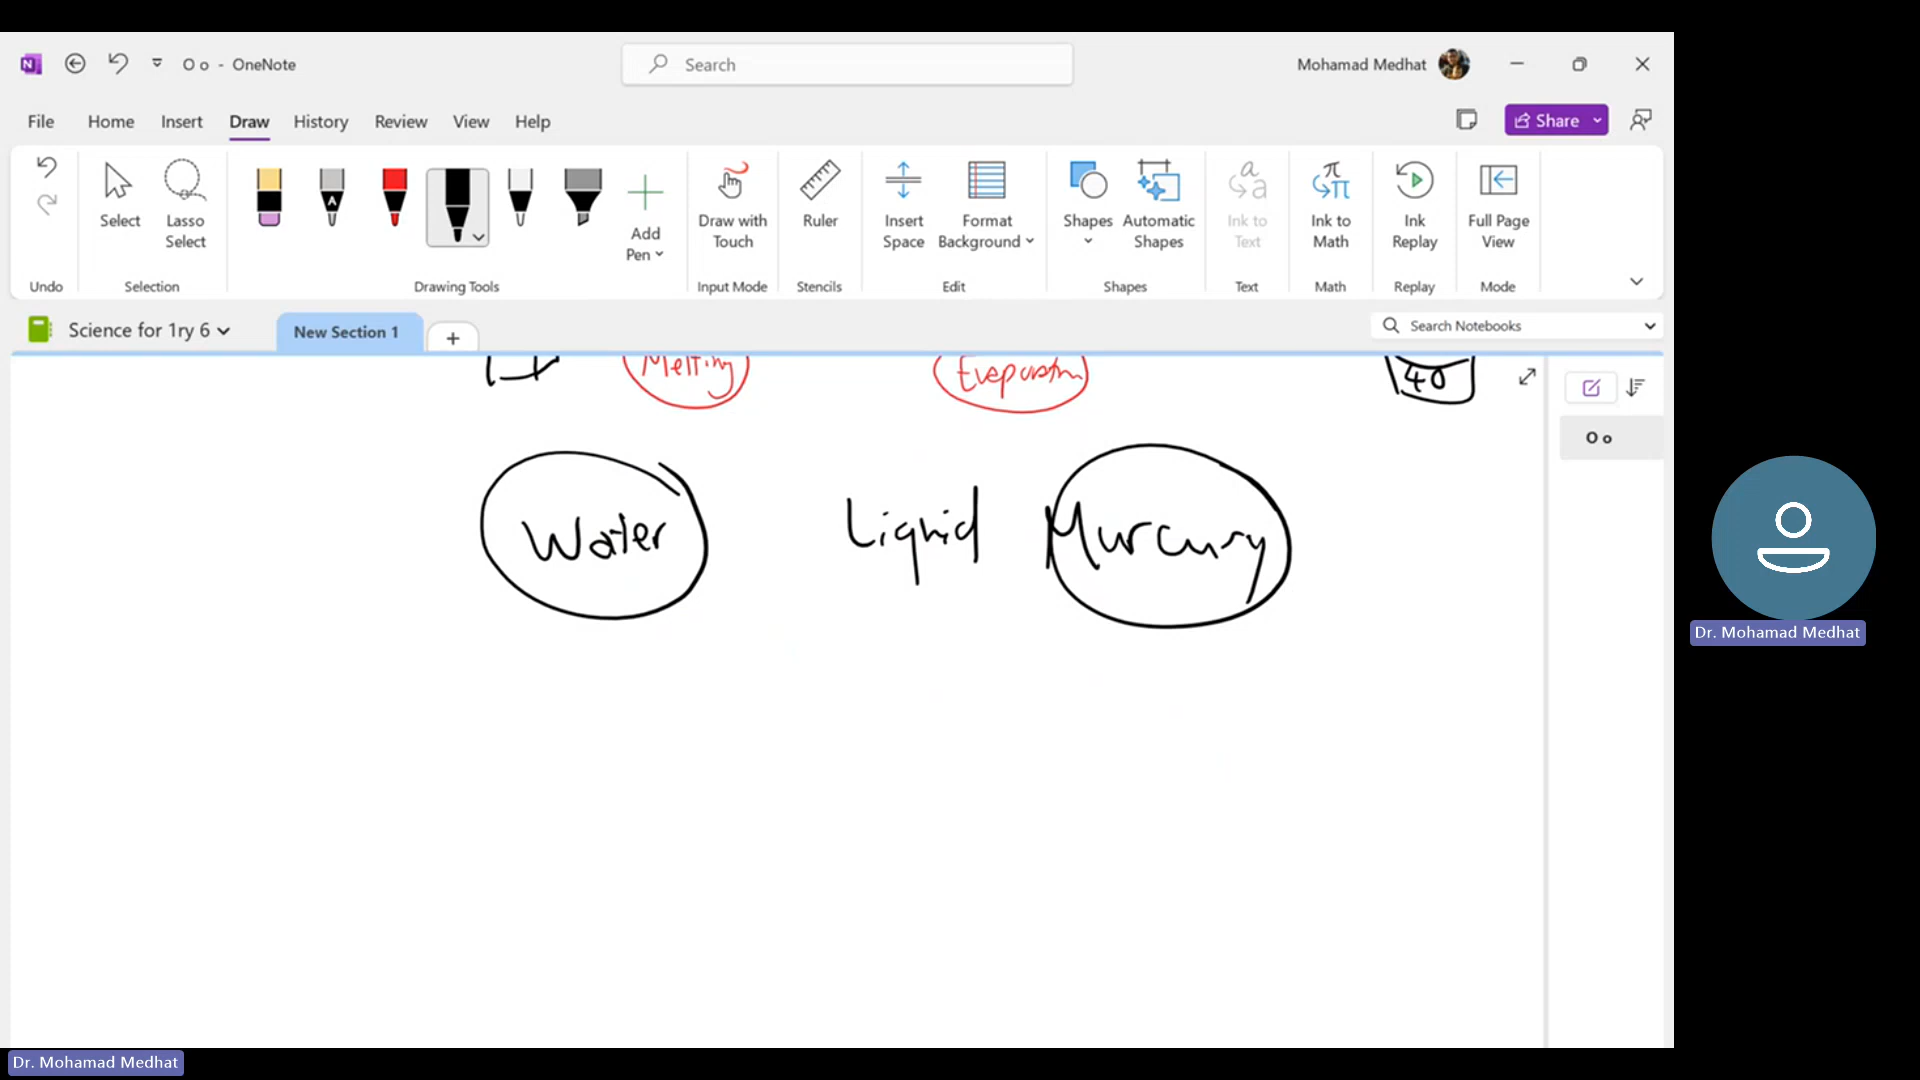 O o - OneNote
Search
Mohamad Medhat
File Home Insert Draw History Review View Help
Share
Select
Lasso Select
A
Add Pen
Draw with Touch
Ruler
Insert Space
Format Background
Shapes
Automatic Shapes
Ink to Text
Ink to Math
Ink Replay
Full Page View
Undo Selection Drawing Tools Input Mode Stencils Edit Shapes Text Math Replay Mode
Science for 1ry 6
New Section 1
+
Search Notebooks
Melting Evaporatn 40
O o
Water Liquid Murcury
Dr. Mohamad Medhat
Dr. Mohamad Medhat